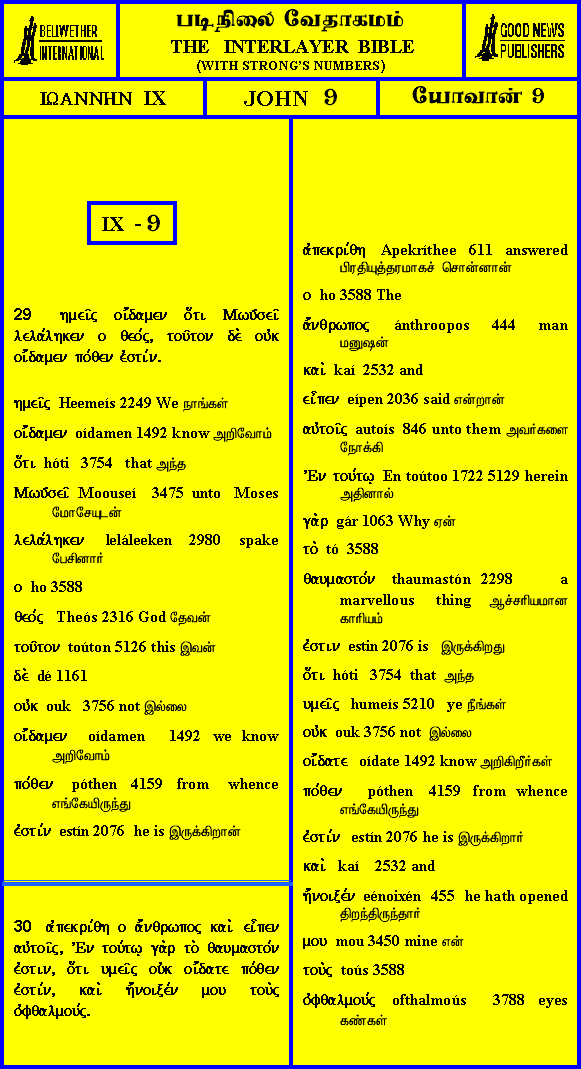 BELLWETHER
INTERNATIONAL
படிநிலை வேதாகமம்
THE INTERLAYER BIBLE
(WITH STRONG'S NUMBERS)
GOOD NEWS
PUBLISHERS
ΙΩΑΝΝΗΝ IX
JOHN 9
யோவான் 9
IX - 9
29 ημεῖς οἴδαμεν ὅτι Μωΰσεῖ
λελάληκεν ο θεός, τοῦτον δὲ οὐκ
οἴδαμεν πόθεν ἐστίν.
ημεῖς Heemeís 2249 We நாங்கள்
οἴδαμεν oídamen 1492 know அறிவோம்
ὅτι hóti 3754 that அந்த
Μωΰσεῖ Moouseí 3475 unto Moses
மோசேயுடன்
λελάληκεν leláleeken 2980 spake
பேசினார்
ο ho 3588
θεός Theós 2316 God தேவன்
τοῦτον toúton 5126 this இவன்
δὲ dé 1161
οὐκ ouk 3756 not இல்லை
οἴδαμεν oídamen 1492 we know
அறிவோம்
πόθεν póthen 4159 from whence
எங்கேயிருந்து
ἐστίν estín 2076 he is இருக்கிறான்
30 ἀπεκρίθη ο ἄνθρωπος καὶ εἶπεν
αὐτοῖς, Ἐν τούτῳ γὰρ τὸ θαυμαστόν
ἐστιν, ὅτι υμεῖς οὐκ οἴδατε πόθεν
ἐστίν, καὶ ἤνοιξέν μου τοὺς
ὀφθαλμούς.
ἀπεκρίθη Apekríthee 611 answered
பிரதியுத்தரமாகச் சொன்னான்
ο ho 3588 The
ἄνθρωπος ánthroopos 444 man
மனுஷன்
καὶ kaí 2532 and
εἶπεν eípen 2036 said என்றான்
αὐτοῖς autoís 846 unto them அவர்களை
நோக்கி
Ἐν τούτῳ En toútoo 1722 5129 herein
அதினால்
γὰρ gár 1063 Why ஏன்
τὸ tó 3588
θαυμαστόν thaumastón 2298 a
marvellous thing ஆச்சரியமான
காரியம்
ἐστιν estin 2076 is இருக்கிறது
ὅτι hóti 3754 that அந்த
υμεῖς humeís 5210 ye நீங்கள்
οὐκ ouk 3756 not இல்லை
οἴδατε oídate 1492 know அறிகிறீர்கள்
πόθεν póthen 4159 from whence
எங்கேயிருந்து
ἐστίν estín 2076 he is இருக்கிறார்
καὶ kaí 2532 and
ἤνοιξέν eénoixén 455 he hath opened
திறந்திருந்தார்
μου mou 3450 mine என்
τοὺς toús 3588
ὀφθαλμούς ofthalmoús 3788 eyes
கண்கள்